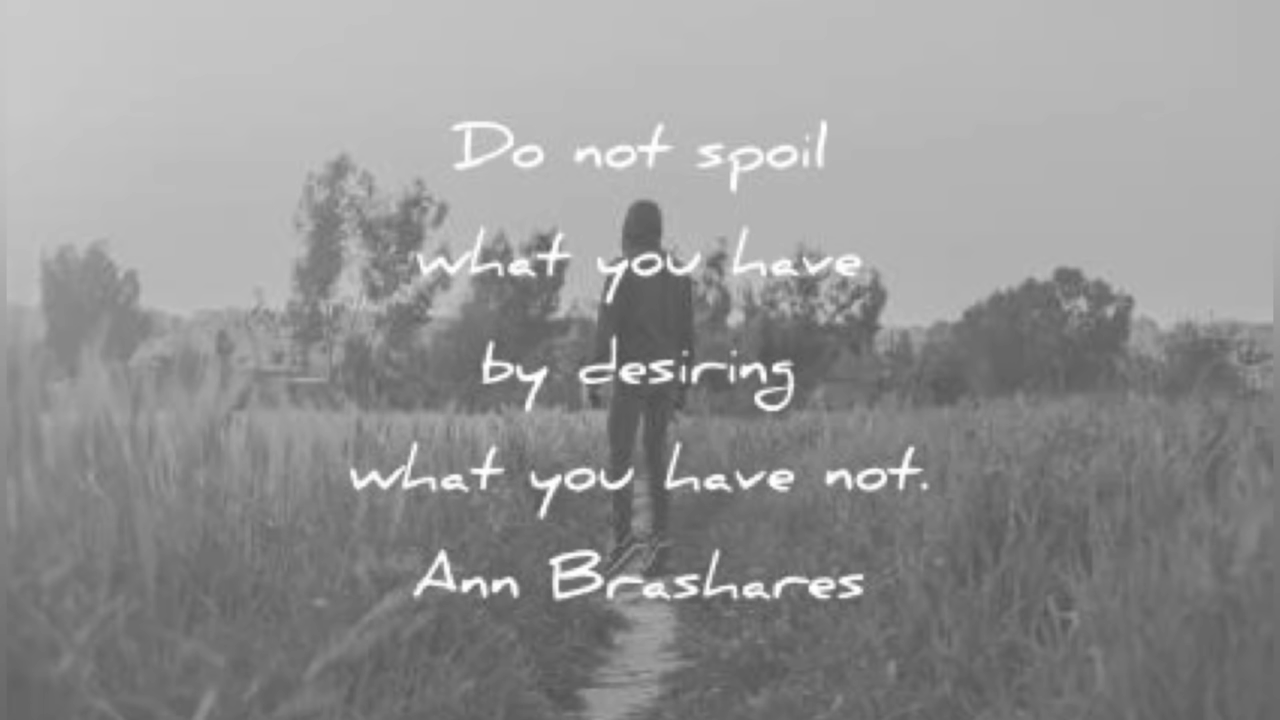 Do not spoil
what you have
by desiring
what you have not.
Ann Brashares